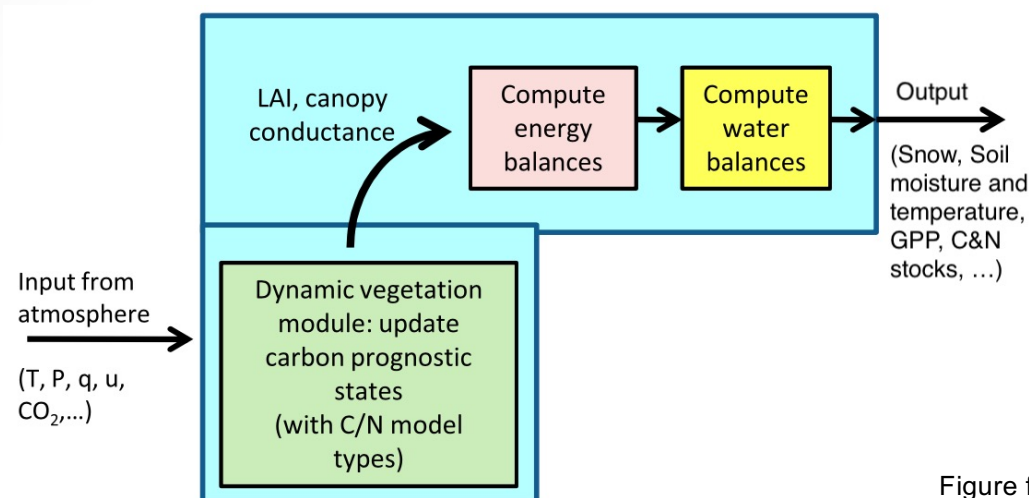 LAI, canopy
conductance
Compute
energy
balances
Compute
water
balances
Output
(Snow, Soil
moisture and
temperature,
GPP, C&N
stocks, …)
Input from
atmosphere
(T, P, q, u,
CO₂,…)
Dynamic vegetation
module: update
carbon prognostic
states
(with C/N model
types)
Figure